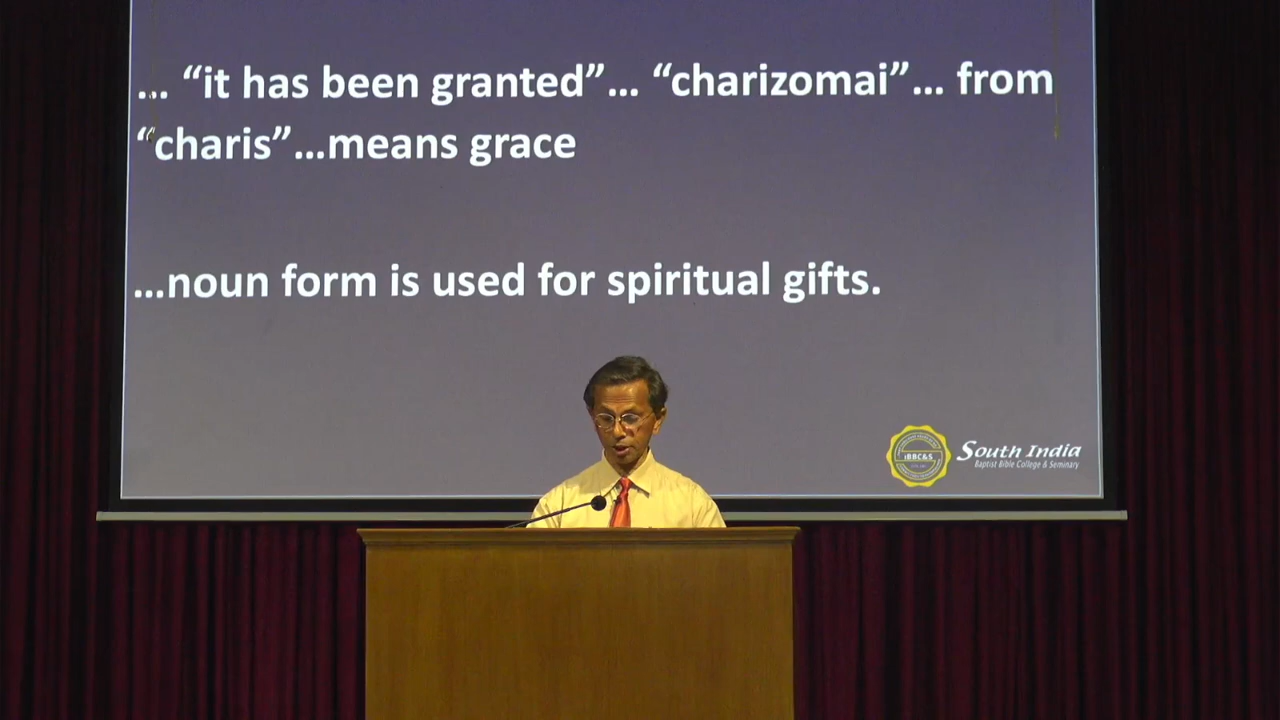 … “it has been granted”… “charizomai”… from
“charis”…means grace
…noun form is used for spiritual gifts.
iBBC&S
South India
Baptist Bible College & Seminary